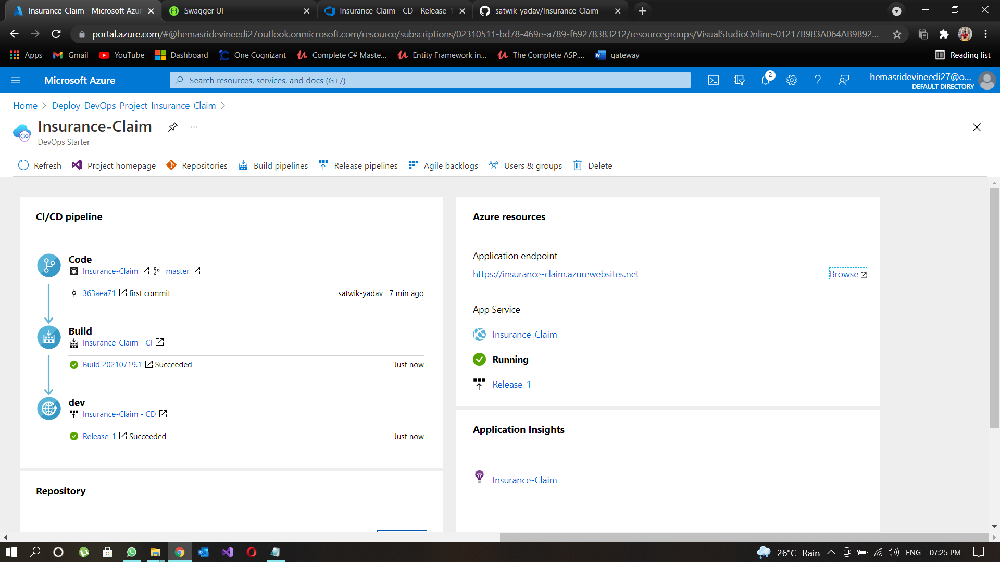 Insurance-Claim - Microsoft Azur
Swagger UI
Insurance-Claim - CD - Release-1
satwik-yadav/Insurance-Claim
portal.azure.com/#@hemasridevineedi27outlook.onmicrosoft.com/resource/subscriptions/02310511-bd78-469e-a789-f69278383212/resourcegroups/VisualStudioOnline-01217B983A064AB9B92...
Apps
Gmail
YouTube
Dashboard
One Cognizant
Complete C# Maste...
Entity Framework in...
The Complete ASP....
gateway
Reading list
Microsoft Azure
Search resources, services, and docs (G+/)
2
hemasridevineedi27@o...
DEFAULT DIRECTORY
Home > Deploy_DevOps_Project_Insurance-Claim >
Insurance-Claim
...
DevOps Starter
Refresh
Project homepage
Repositories
Build pipelines
Release pipelines
Agile backlogs
Users & groups
Delete
CI/CD pipeline
Code
Insurance-Claim master
363aea71 first commit satwik-yadav 7 min ago
Build
Insurance-Claim - CI
Build 20210719.1 Succeeded Just now
dev
Insurance-Claim - CD
Release-1 Succeeded Just now
Repository
Azure resources
Application endpoint
https://insurance-claim.azurewebsites.net Browse
App Service
Insurance-Claim
Running
Release-1
Application Insights
Insurance-Claim
26°C Rain
ENG
07:25 PM